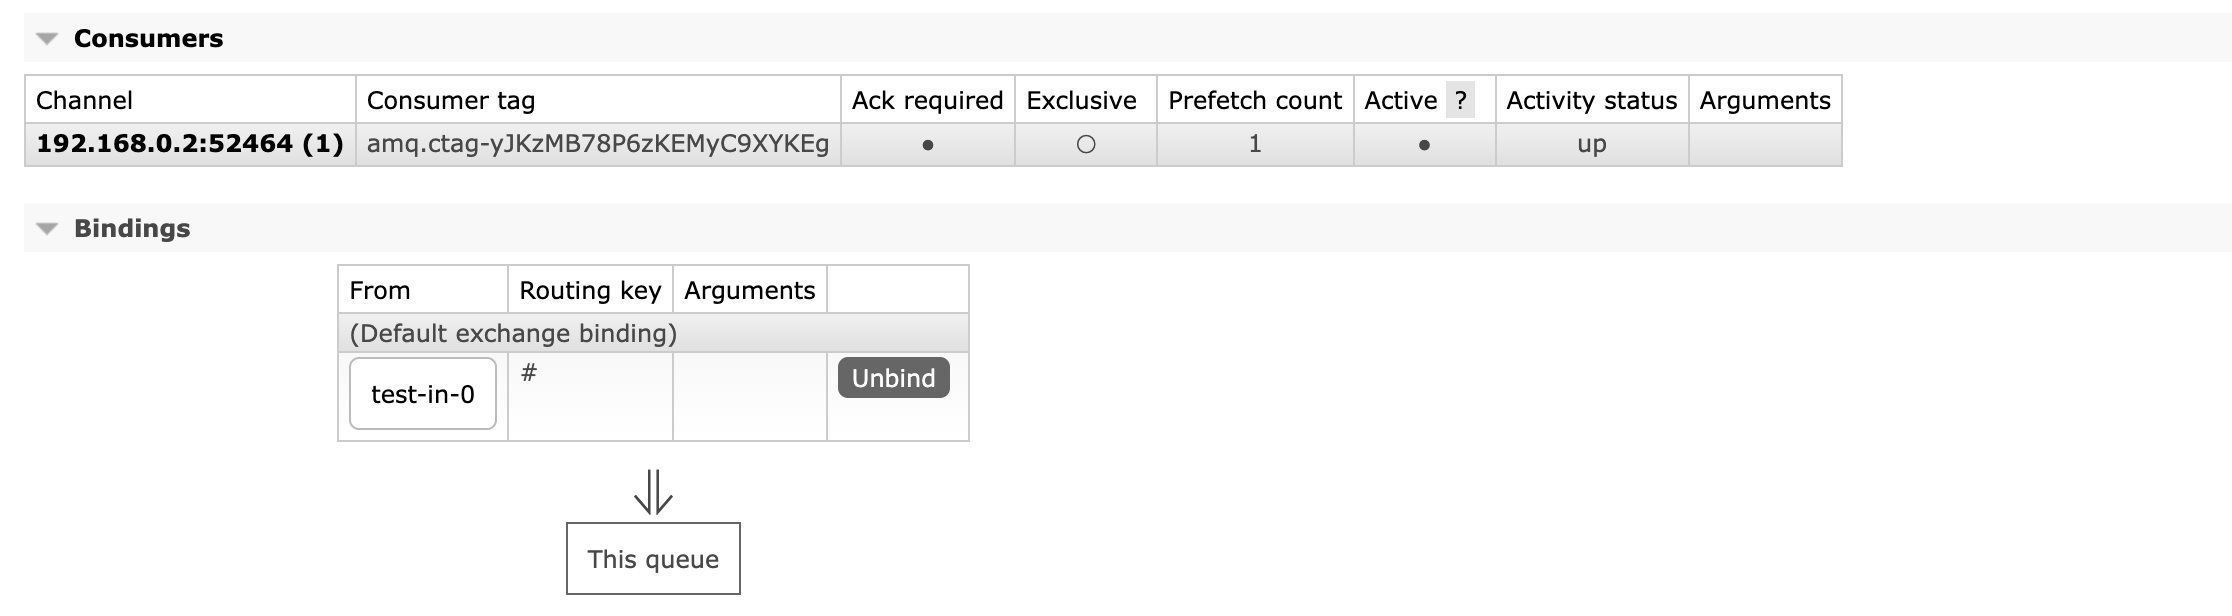 Consumers
Channel Consumer tag Ack required Exclusive Prefetch count Active ? Activity status Arguments
192.168.0.2:52464 (1) amq.ctag-yJKzMB78P6zKEMyC9XYKEg ● ○ 1 ● up
Bindings
From Routing key Arguments
(Default exchange binding)
test-in-0 # Unbind
⇓
This queue